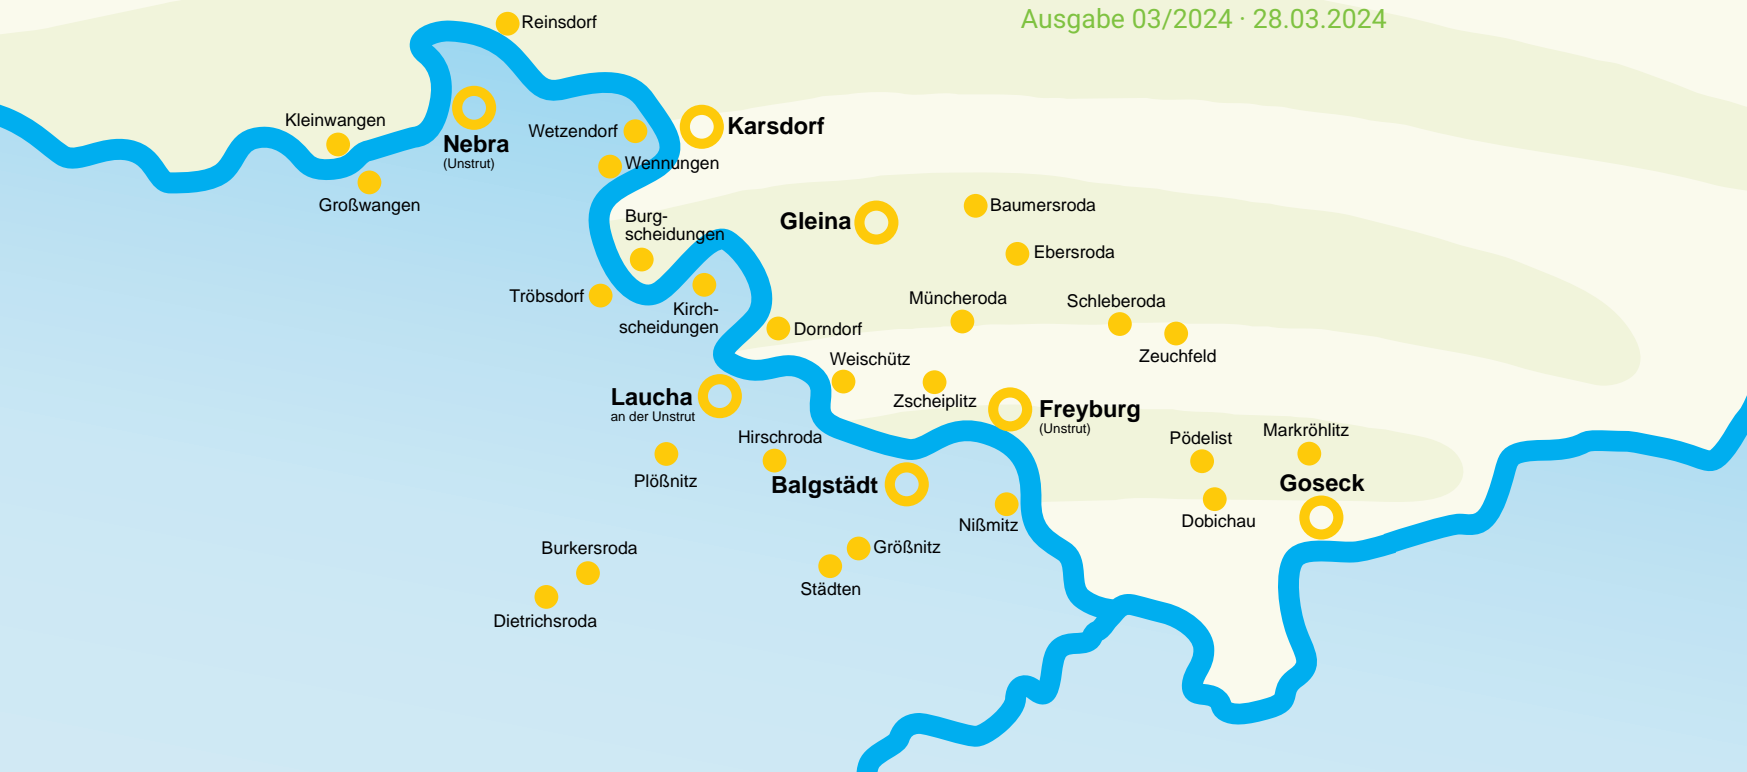 Ausgabe 03/2024 · 28.03.2024
Reinsdorf
Kleinwangen
Nebra
(Unstrut)
Wetzendorf
Karsdorf
Wennungen
Großwangen
Burg-
scheidungen
Gleina
Baumersroda
Ebersroda
Tröbsdorf
Kirch-
scheidungen
Müncheroda
Schleberoda
Dorndorf
Zeuchfeld
Weischütz
Laucha
an der Unstrut
Zscheiplitz
Freyburg
(Unstrut)
Hirschroda
Pödelist
Markröhlitz
Plößnitz
Balgstädt
Goseck
Nißmitz
Dobichau
Burkersroda
Größnitz
Städten
Dietrichsroda